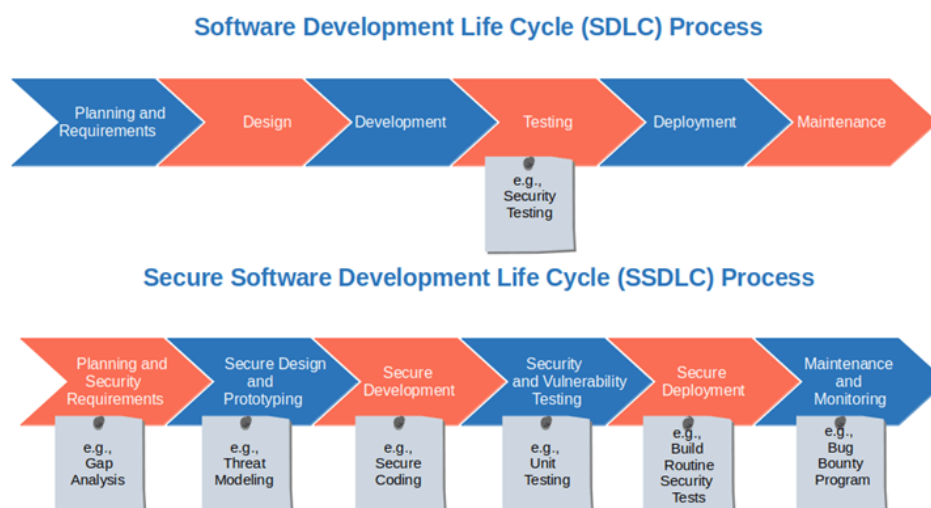 Software Development Life Cycle (SDLC) Process
Planning and
Requirements
Design
Development
Testing
Deployment
Maintenance
e.g.,
Security
Testing
Secure Software Development Life Cycle (SSDLC) Process
Planning and
Security
Requirements
Secure Design
and
Prototyping
Secure
Development
Security
and Vulnerability
Testing
Secure
Deployment
Maintenance
and
Monitoring
e.g.,
Gap
Analysis
e.g.,
Threat
Modeling
e.g.,
Secure
Coding
e.g.,
Unit
Testing
e.g.,
Build
Routine
Security
Tests
e.g.,
Bug
Bounty
Program